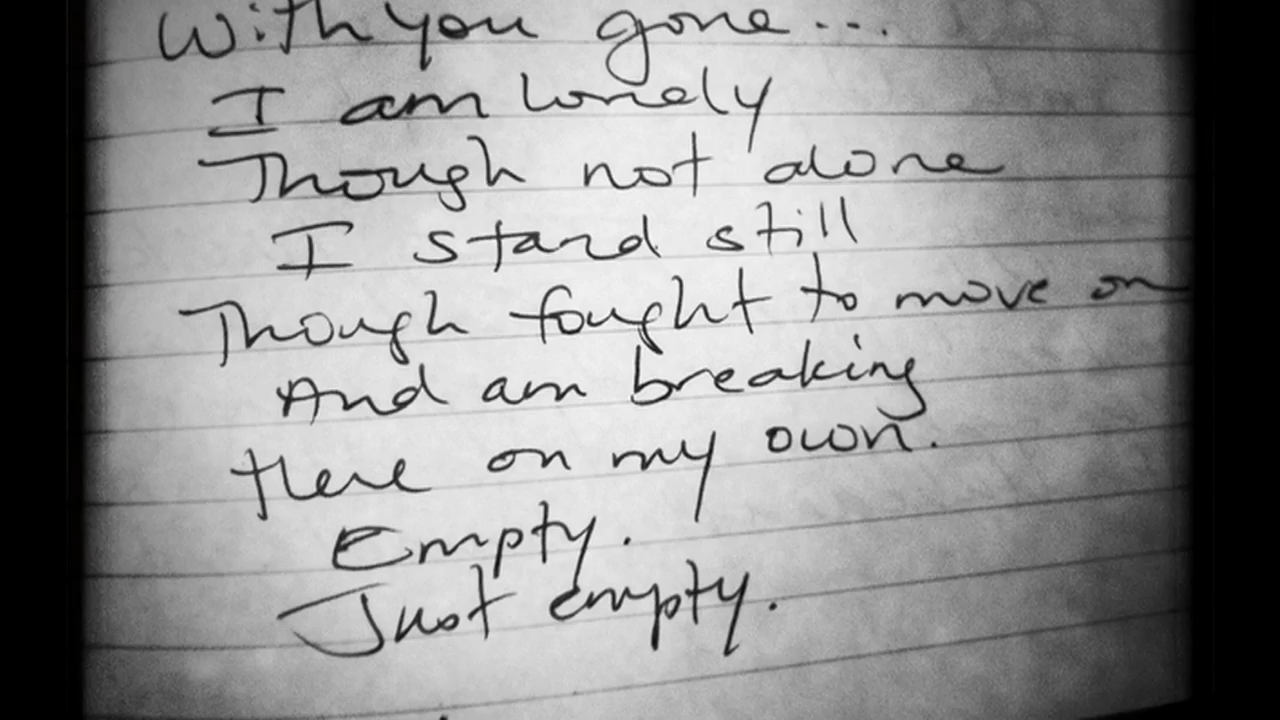 With you gone...
I am lonely
Though not alone
I stand still
Though fought to move on
And am breaking
Here on my own.
Empty.
Just empty.